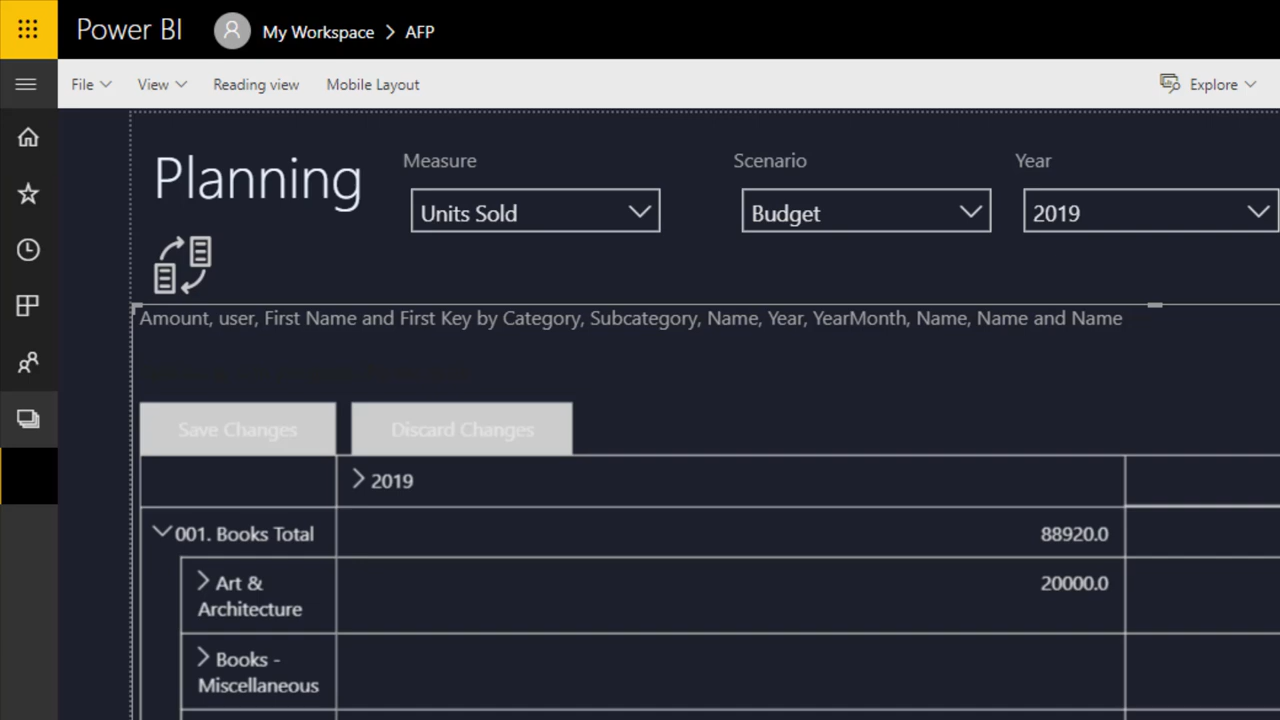 Power BI My Workspace > AFP
File View Reading view Mobile Layout Explore
Planning
Measure Scenario Year
Units Sold Budget 2019
Amount, user, First Name and First Key by Category, Subcategory, Name, Year, YearMonth, Name, Name and Name
Save Changes Discard Changes
2019
001. Books Total 88920.0
Art & 20000.0
Architecture
Books -
Miscellaneous